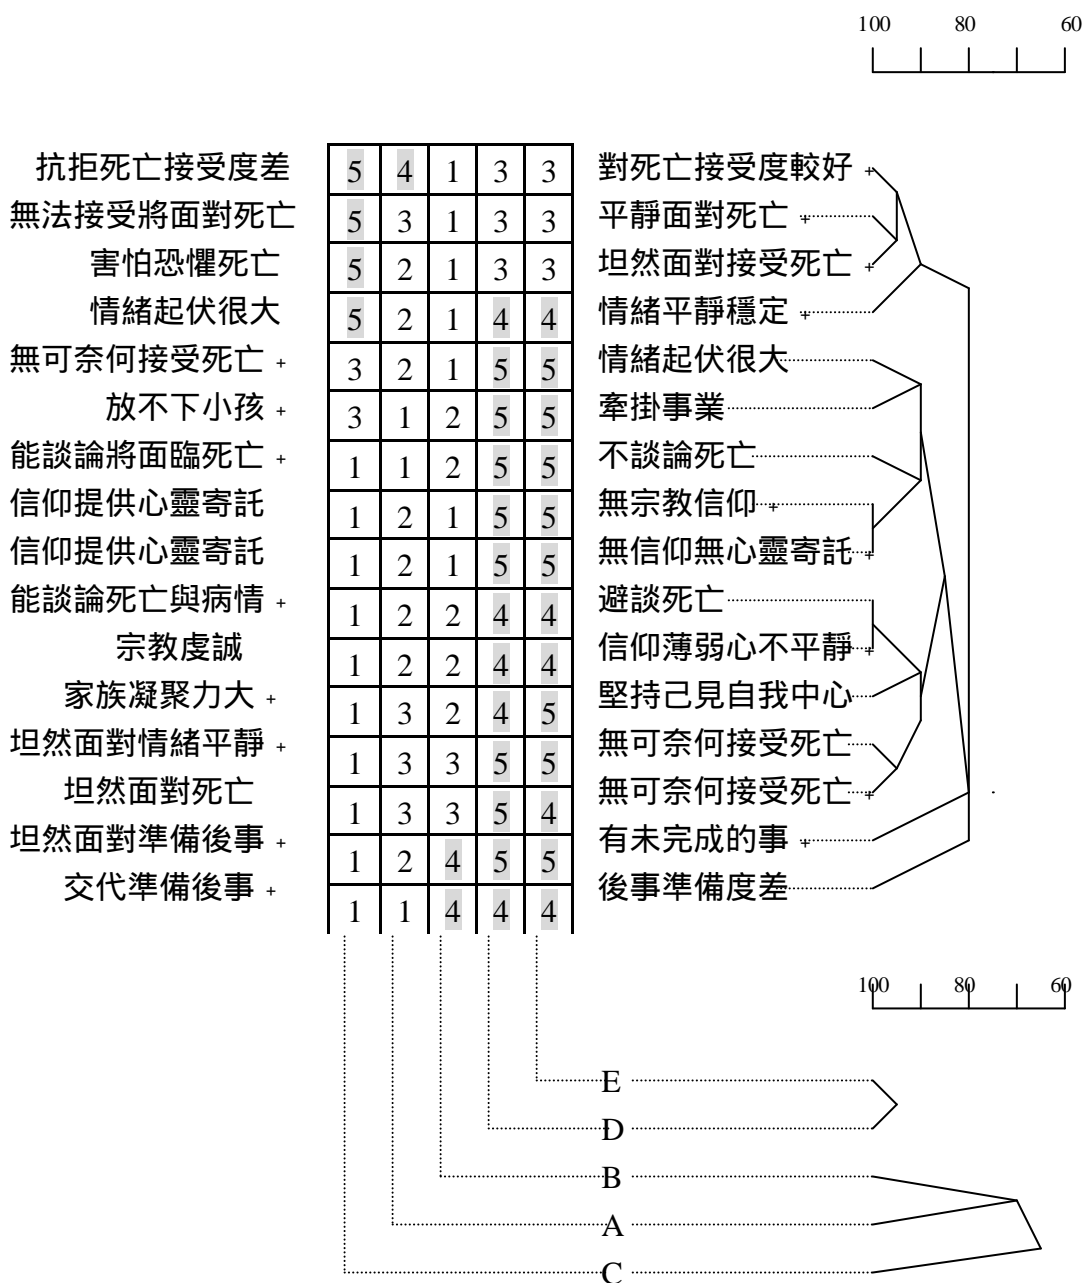 100 80 60
抗拒死亡接受度差 5 4 1 3 3 對死亡接受度較好 +
無法接受將面對死亡 5 3 1 3 3 平靜面對死亡 +
害怕恐懼死亡 5 2 1 3 3 坦然面對接受死亡 +
情緒起伏很大 5 2 1 4 4 情緒平靜穩定 +
無可奈何接受死亡 + 3 2 1 5 5 情緒起伏很大
放不下小孩 + 3 1 2 5 5 牽掛事業
能談論將面臨死亡 + 1 1 2 5 5 不談論死亡
信仰提供心靈寄託 1 2 1 5 5 無宗教信仰 +
信仰提供心靈寄託 1 2 1 5 5 無信仰無心靈寄託 +
能談論死亡與病情 + 1 2 2 4 4 避談死亡
宗教虔誠 1 2 2 4 4 信仰薄弱心不平靜 +
家族凝聚力大 + 1 3 2 4 5 堅持己見自我中心
坦然面對情緒平靜 + 1 3 3 5 5 無可奈何接受死亡
坦然面對死亡 1 3 3 5 4 無可奈何接受死亡 +
坦然面對準備後事 + 1 2 4 5 5 有未完成的事 +
交代準備後事 + 1 1 4 4 4 後事準備度差
100 80 60
E
D
B
A
C